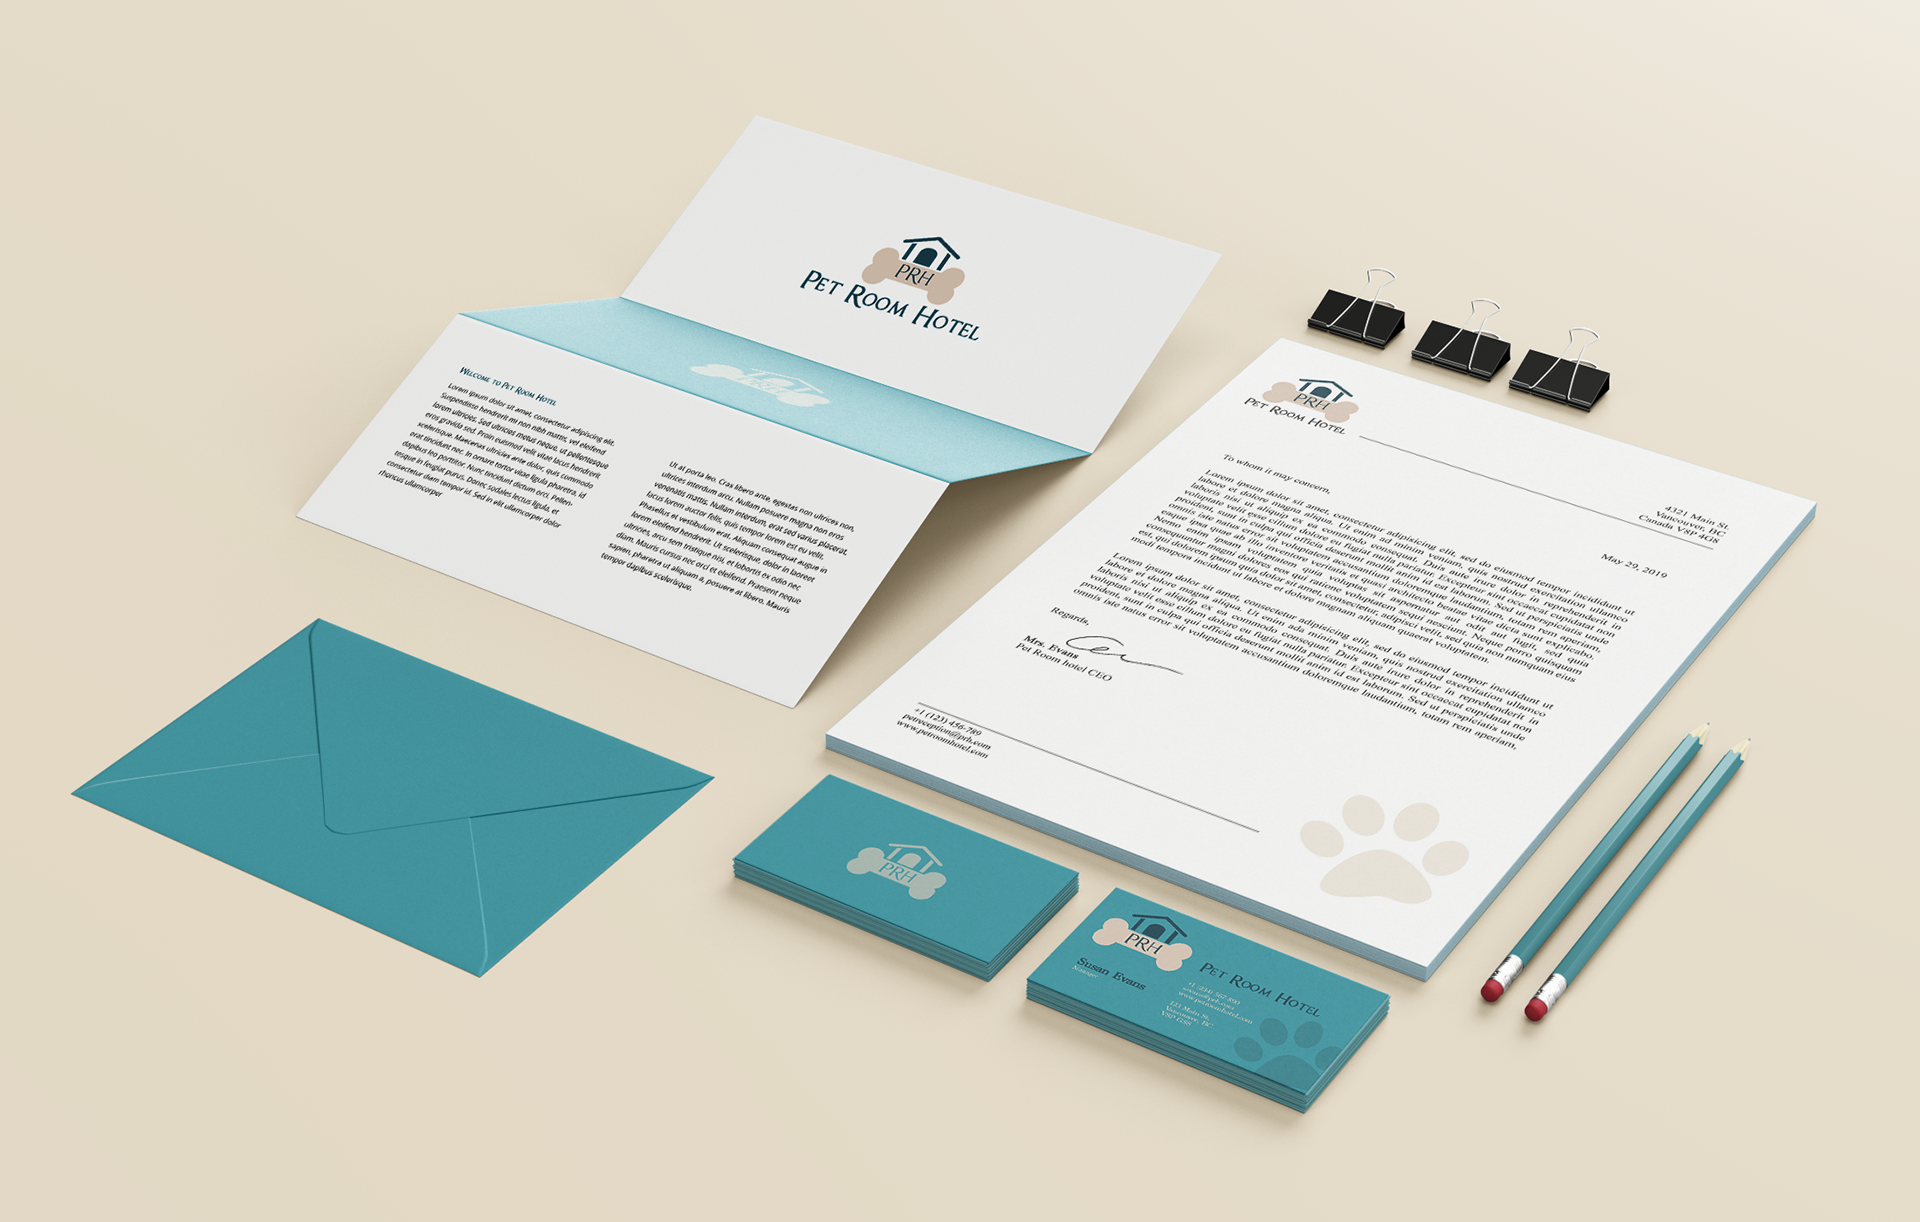 PRH
PET ROOM HOTEL
WELCOME TO PET ROOM HOTEL
Lorem ipsum dolor sit amet, consectetur adipiscing elit.
Suspendisse hendrerit mi non nibh mattis, vel eleifend
lorem ultricies. Sed ultricies metus neque, ut pellentesque
eros gravida sed. Proin euismod velit vitae lacus hendrerit
scelerisque. Maecenas ultricies ante dolor, quis commodo
erat tincidunt nec. In ornare tortor vitae ligula pharetra, id
dapibus leo porttitor. Nunc tincidunt dictum orci. Pellen-
tesque in feugiat purus. Donec sodales lectus ligula, et
consectetur diam tempor id. Sed in elit ullamcorper dolor
rhoncus ullamcorper
Ut at porta leo. Cras libero ante, egestas non ultrices non,
ultrices interdum arcu. Nullam posuere magna non eros
venenatis mattis. Nullam interdum, erat sed varius placerat,
lacus lorem auctor felis, quis tempor lorem est eu velit.
Phasellus et vestibulum erat. Aliquam consequat augue in
lorem eleifend hendrerit. Ut scelerisque, dolor in laoreet
ultricies, arcu sem tristique nisi, et lobortis ex odio nec
diam. Mauris cursus nec orci et eleifend. Praesent neque
sapien, pharetra ut aliquam a, posuere at libero. Mauris
tempor dapibus scelerisque.
PRH
PET ROOM HOTEL
4321 Main St.
Vancouver, BC
Canada V8P 4G8
May 29, 2019
To whom it may concern,
Lorem ipsum dolor sit amet, consectetur adipisicing elit, sed do eiusmod tempor incididunt ut
labore et dolore magna aliqua. Ut enim ad minim veniam, quis nostrud exercitation ullamco
laboris nisi ut aliquip ex ea commodo consequat. Duis aute irure dolor in reprehenderit in
voluptate velit esse cillum dolore eu fugiat nulla pariatur. Excepteur sint occaecat cupidatat non
proident, sunt in culpa qui officia deserunt mollit anim id est laborum. Sed ut perspiciatis unde
omnis iste natus error sit voluptatem accusantium doloremque laudantium, totam rem aperiam,
eaque ipsa quae ab illo inventore veritatis et quasi architecto beatae vitae dicta sunt explicabo.
Nemo enim ipsam voluptatem quia voluptas sit aspernatur aut odit aut fugit, sed quia
consequuntur magni dolores eos qui ratione voluptatem sequi nesciunt. Neque porro quisquam
est, qui dolorem ipsum quia dolor sit amet, consectetur, adipisci velit, sed quia non numquam eius
modi tempora incidunt ut labore et dolore magnam aliquam quaerat voluptatem.
Lorem ipsum dolor sit amet, consectetur adipisicing elit, sed do eiusmod tempor incididunt ut
labore et dolore magna aliqua. Ut enim ad minim veniam, quis nostrud exercitation ullamco
laboris nisi ut aliquip ex ea commodo consequat. Duis aute irure dolor in reprehenderit in
voluptate velit esse cillum dolore eu fugiat nulla pariatur. Excepteur sint occaecat cupidatat non
proident, sunt in culpa qui officia deserunt mollit anim id est laborum. Sed ut perspiciatis unde
omnis iste natus error sit voluptatem accusantium doloremque laudantium, totam rem aperiam,
Regards,
Mrs. Evans
Pet Room hotel CEO
+1 (123) 456-789
petreception@prh.com
www.petroomhotel.com
PRH
PRH
PET ROOM HOTEL
Susan Evans
Manager
+1 (234) 567-890
evans@prh.com
www.petroomhotel.com
123 Main St.
Vancouver, BC
V8P G38